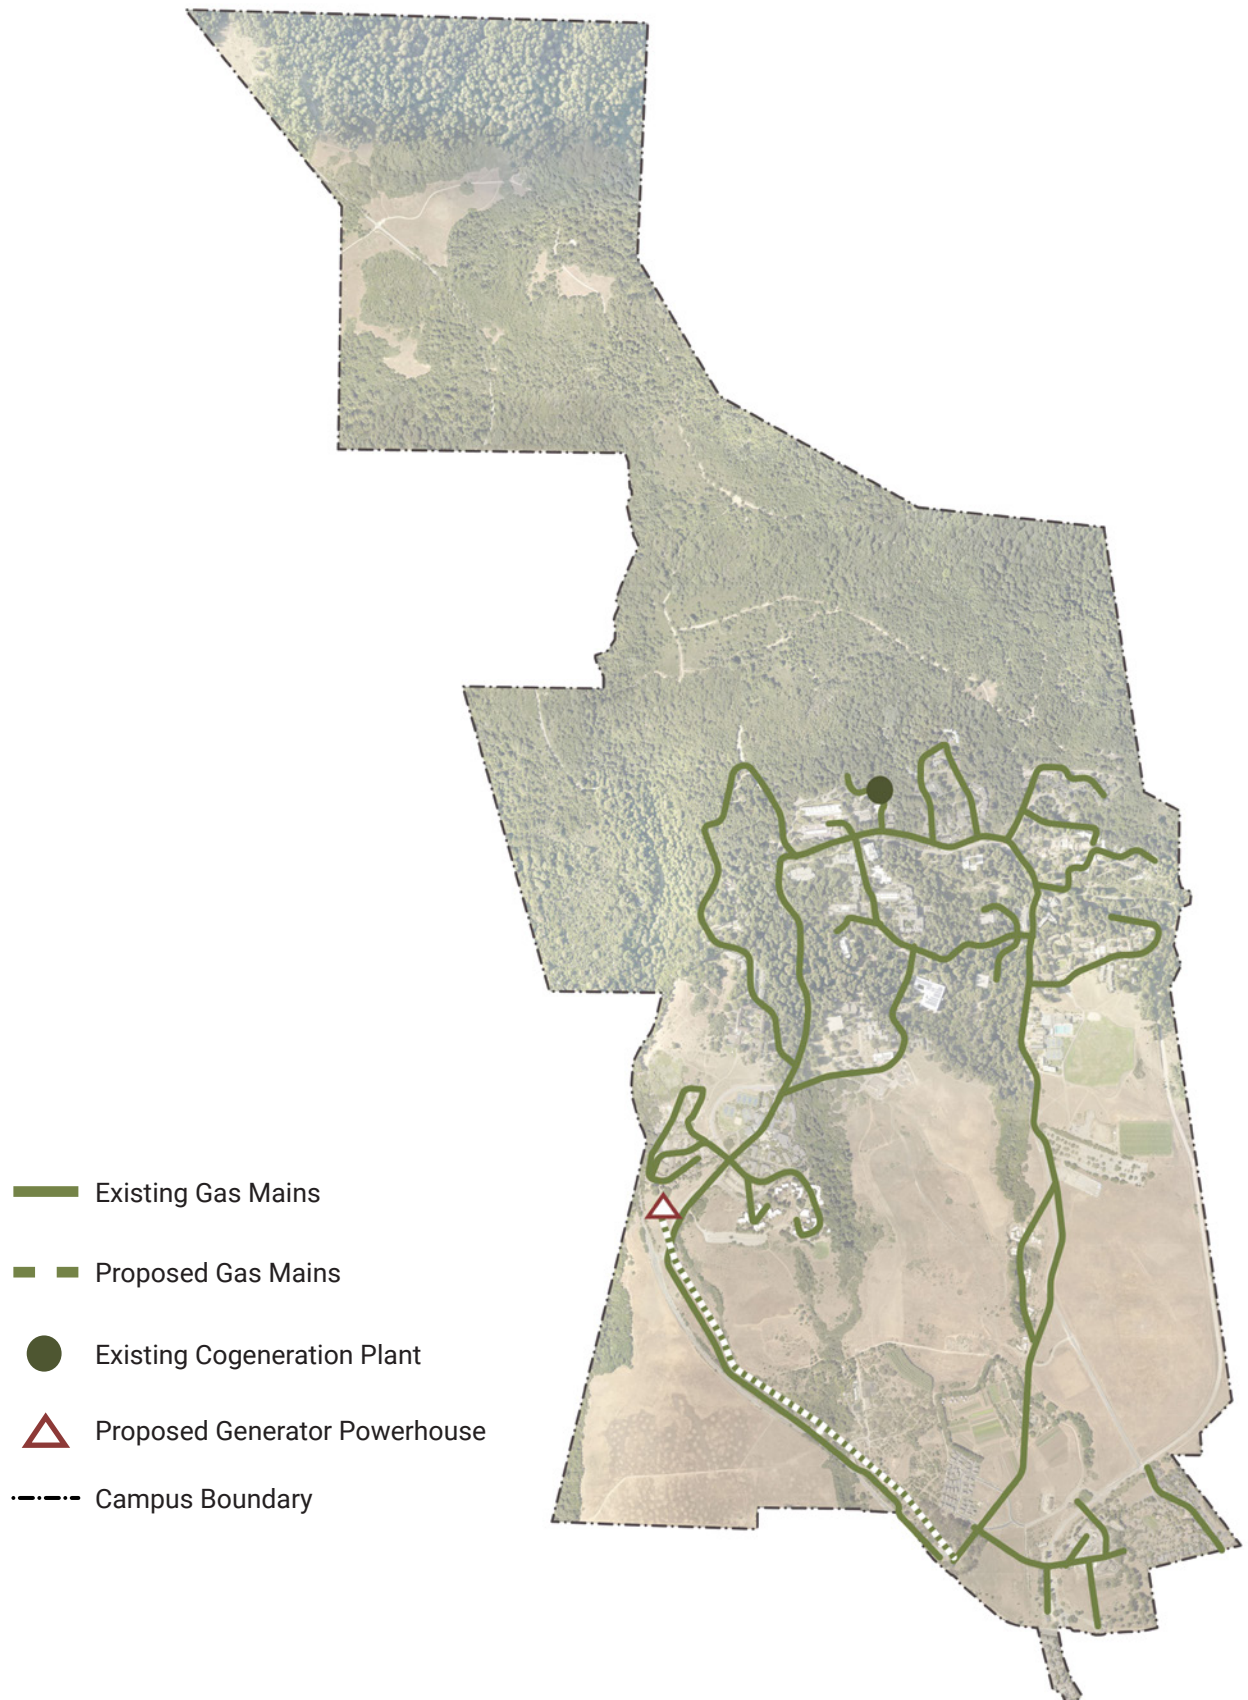 Existing Gas Mains
Proposed Gas Mains
Existing Cogeneration Plant
Proposed Generator Powerhouse
Campus Boundary